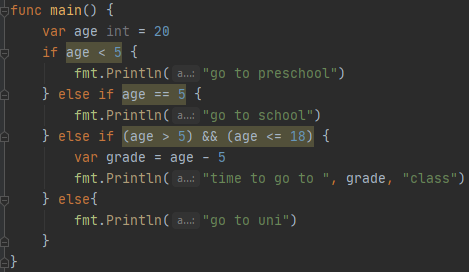 func main() {
    var age int = 20
    if age < 5 {
        fmt.Println( a...: "go to preschool")
    } else if age == 5 {
        fmt.Println( a...: "go to school")
    } else if (age > 5) && (age <= 18) {
        var grade = age - 5
        fmt.Println( a...: "time to go to ", grade, "class")
    } else{
        fmt.Println( a...: "go to uni")
    }
}